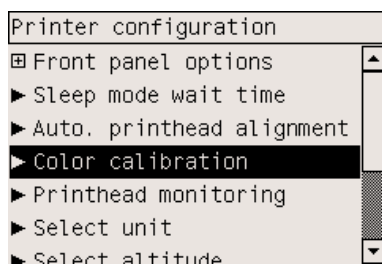 Printer configuration
Front panel options
Sleep mode wait time
Auto. printhead alignment
Color calibration
Printhead monitoring
Select unit
Select altitude